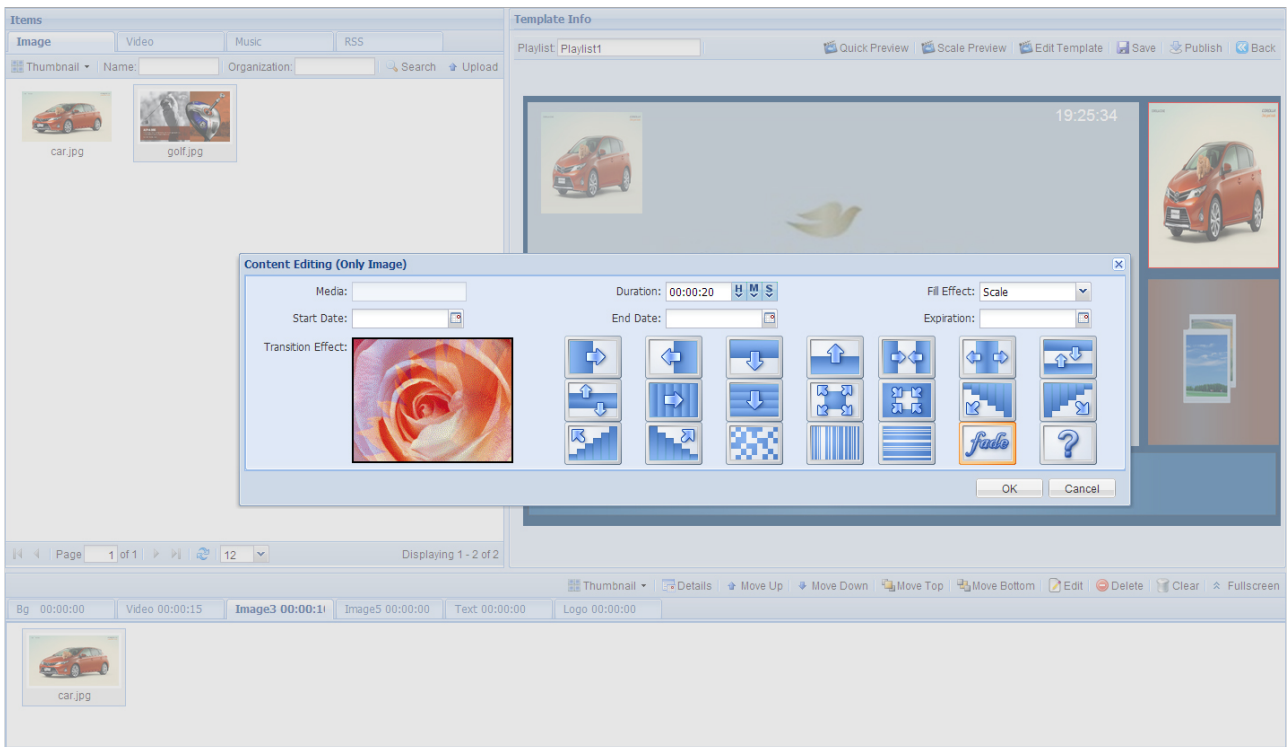 Items
Image Video Music RSS
Thumbnail Name: Organization: Search Upload
car.jpg golf.jpg
Page 1 of 1 12 Displaying 1 - 2 of 2
Template Info
Playlist: Playlist1 Quick Preview Scale Preview Edit Template Save Publish Back
19:25:34
Content Editing (Only Image)
Media: Duration: 00:00:20 H M S Fill Effect: Scale
Start Date: End Date: Expiration:
Transition Effect:
fade ?
OK Cancel
Thumbnail Details Move Up Move Down Move Top Move Bottom Edit Delete Clear Fullscreen
Bg 00:00:00 Video 00:00:15 Image3 00:00:1 Image5 00:00:00 Text 00:00:00 Logo 00:00:00
car.jpg